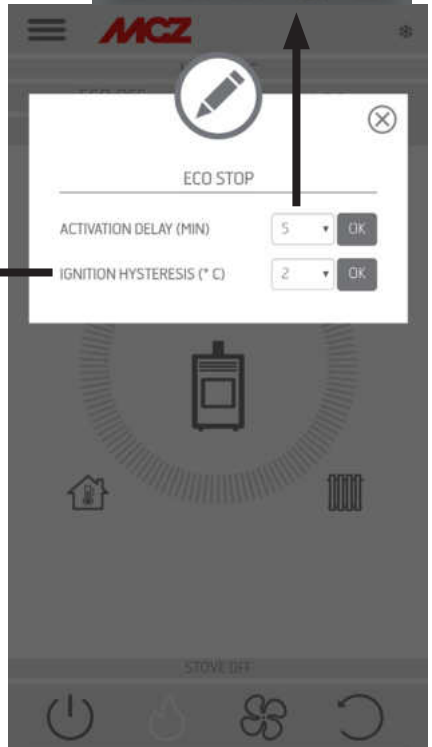 MCZ
ECO STOP
ACTIVATION DELAY (MIN) 5 OK
IGNITION HYSTERESIS (° C) 2 OK
STOVE OFF